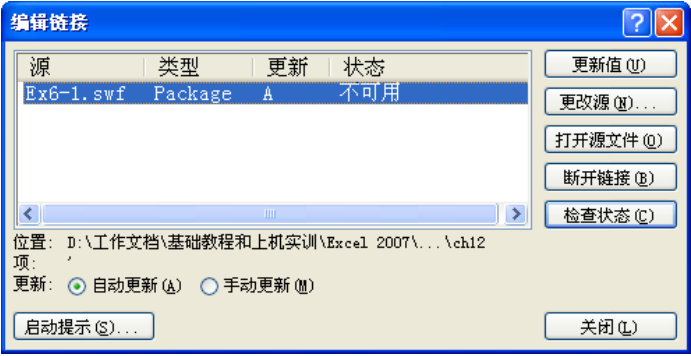 编辑链接
源 类型 更新 状态
Ex6-1.swf Package A 不可用
更新值(U)
更改源(N)...
打开源文件(O)
断开链接(B)
检查状态(C)
位置: D:\工作文档\基础教程和上机实训\Excel 2007\...\ch12
项: '
更新: 自动更新(A) 手动更新(M)
启动提示(S)... 关闭(L)